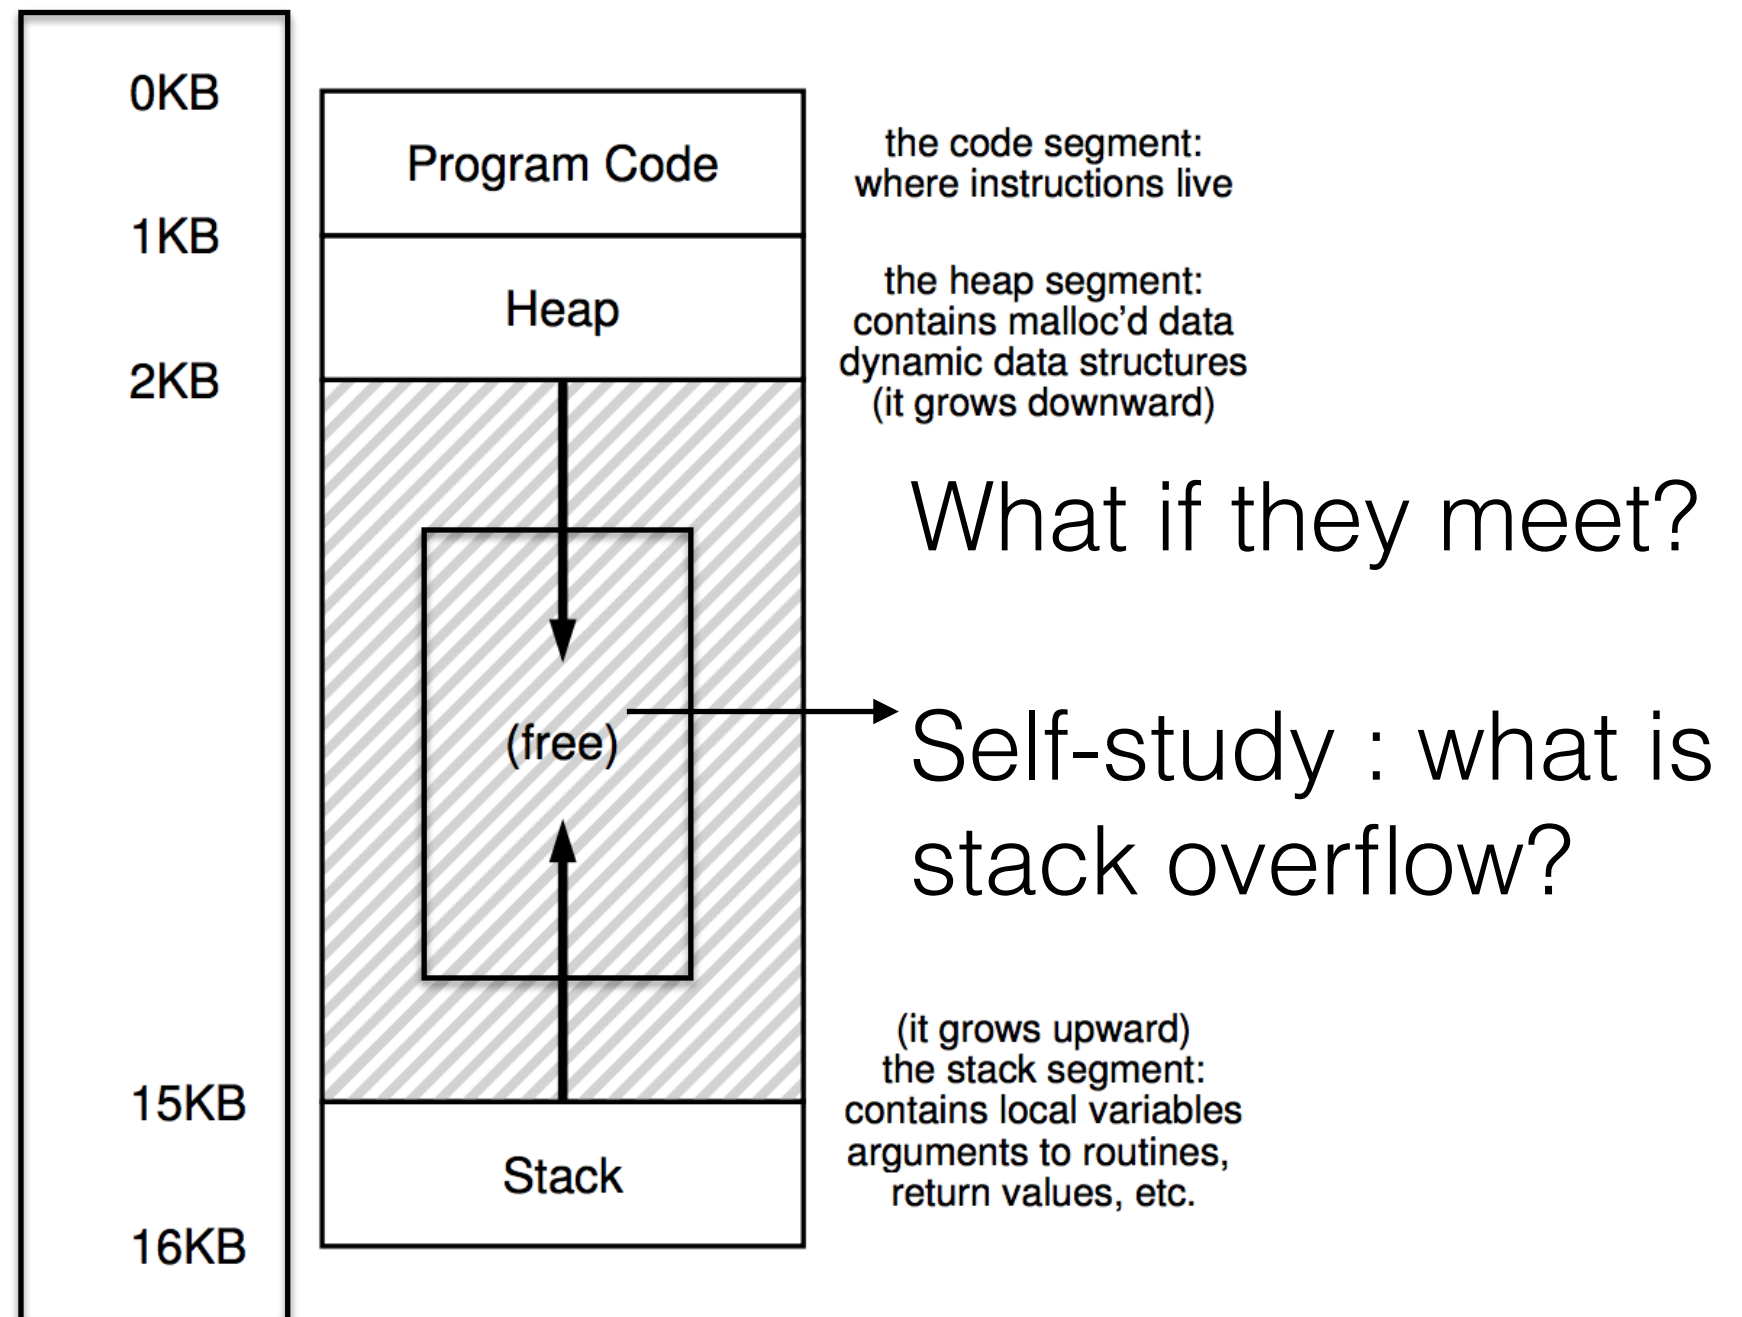 0KB
Program Code
the code segment:
where instructions live
1KB
Heap
the heap segment:
contains malloc'd data
dynamic data structures
(it grows downward)
2KB
What if they meet?
(free)
Self-study : what is
stack overflow?
(it grows upward)
the stack segment:
contains local variables
arguments to routines,
return values, etc.
15KB
Stack
16KB